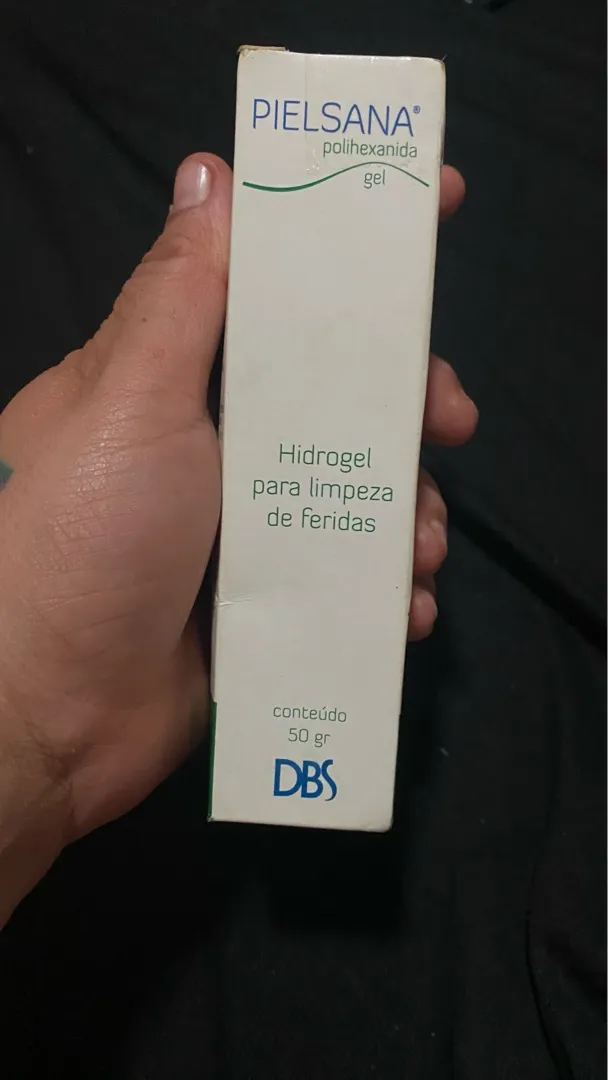 PIELSANA®
polihexanida
gel
Hidrogel
para limpeza
de feridas
conteúdo
50 gr
DBS